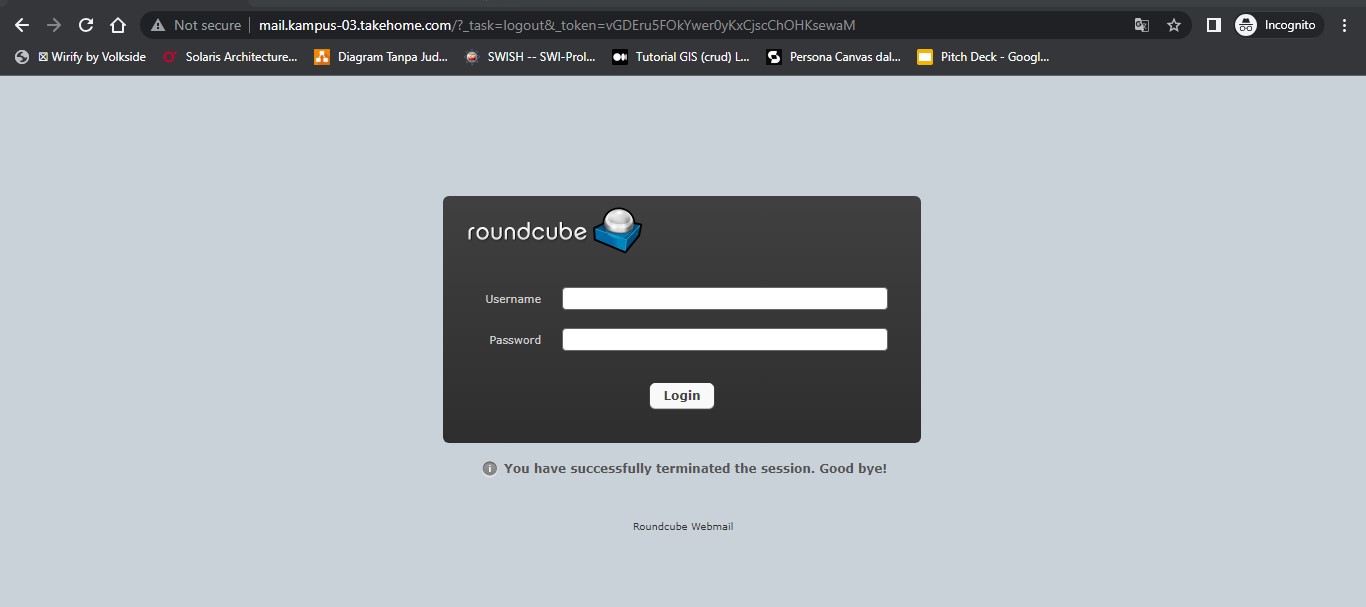 Not secure mail.kampus-03.takehome.com/?_task=logout&_token=vGDEru5FOkYwer0yKxCjscChOHKsewaM Incognito
Wirify by Volkside Solaris Architecture... Diagram Tanpa Jud... SWISH -- SWI-Prol... Tutorial GIS (crud) L... Persona Canvas dal... Pitch Deck - Googl...
roundcube
Username
Password
Login
You have successfully terminated the session. Good bye!
Roundcube Webmail